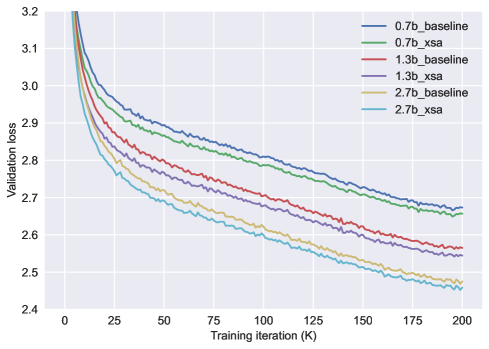 3.2
3.1
3.0
2.9
2.8
2.7
2.6
2.5
2.4
Validation loss
0.7b_baseline
0.7b_xsa
1.3b_baseline
1.3b_xsa
2.7b_baseline
2.7b_xsa
0 25 50 75 100 125 150 175 200
Training iteration (K)